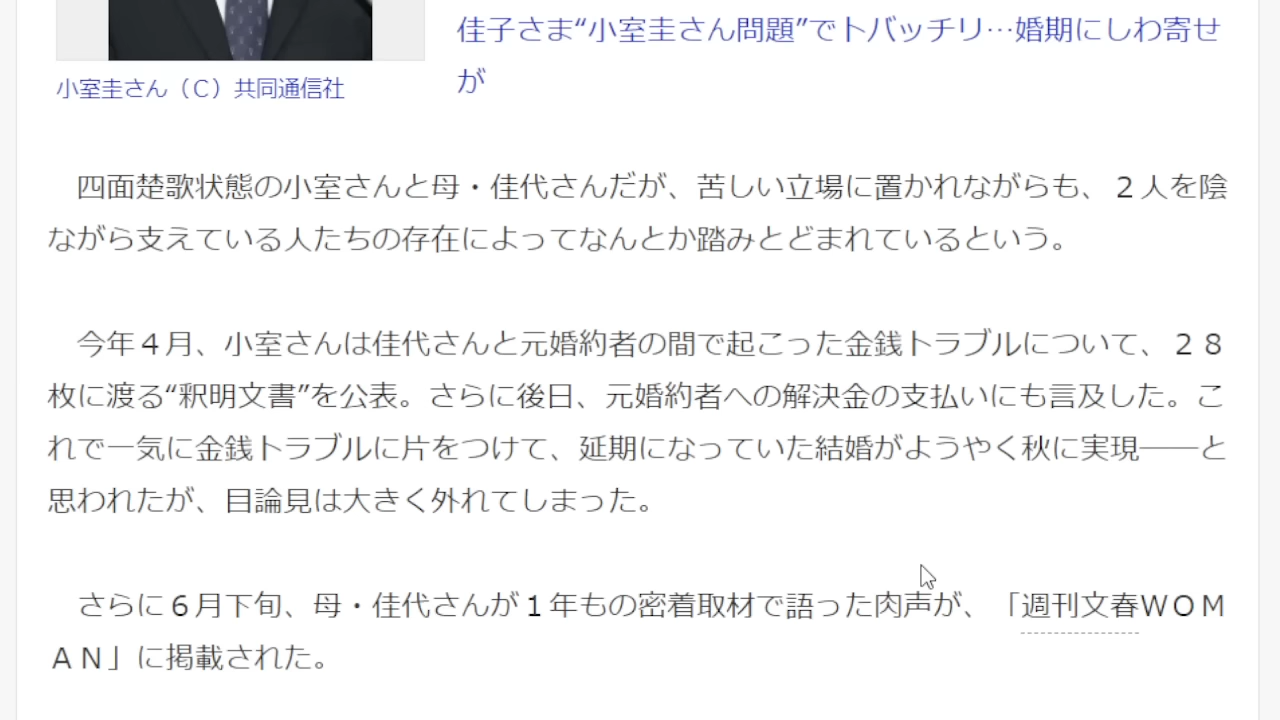 佳子さま“小室圭さん問題”でトバッチリ…婚期にしわ寄せ
が
小室圭さん（Ｃ）共同通信社
　四面楚歌状態の小室さんと母・佳代さんだが、苦しい立場に置かれながらも、２人を陰
ながら支えている人たちの存在によってなんとか踏みとどまれているという。
　今年４月、小室さんは佳代さんと元婚約者の間で起こった金銭トラブルについて、２８
枚に渡る“釈明文書”を公表。さらに後日、元婚約者への解決金の支払いにも言及した。こ
れで一気に金銭トラブルに片をつけて、延期になっていた結婚がようやく秋に実現――と
思われたが、目論見は大きく外れてしまった。
　さらに６月下旬、母・佳代さんが１年もの密着取材で語った肉声が、「週刊文春ＷＯＭ
ＡＮ」に掲載された。